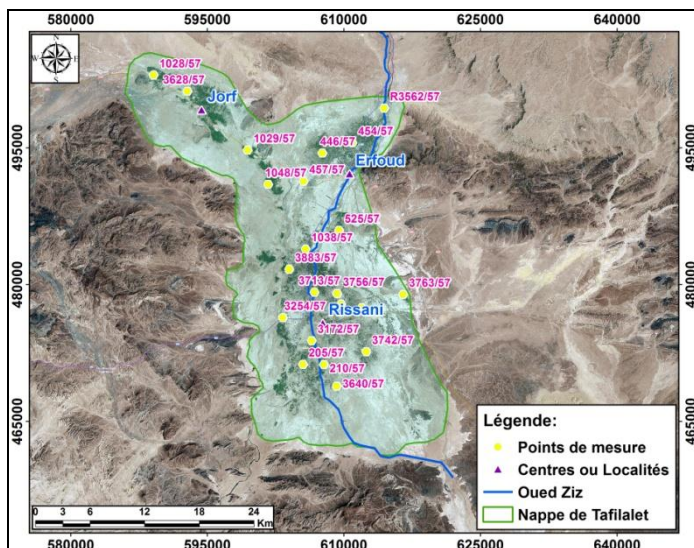 580000 595000 610000 625000 640000
N
W E
S
1028/57
3628/57
Jorf
R3562/57
454/57
446/57
1029/57
Erfoud
457/57
1048/57
495000 495000
525/57
1038/57
3883/57
3713/57 3756/57 3763/57
480000 480000
3254/57 Rissani
3172/57
3742/57
205/57
210/57
3640/57
465000 465000
Légende:
Points de mesure
Centres ou Localités
Oued Ziz
Nappe de Tafilalet
0 3 6 12 18 24
Km
580000 595000 610000 625000 640000